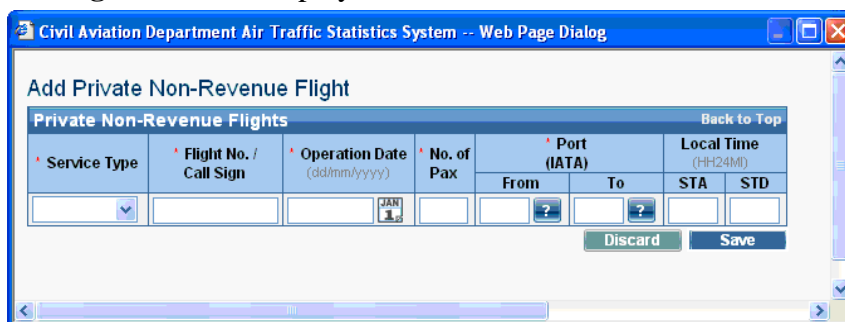 Civil Aviation Department Air Traffic Statistics System -- Web Page Dialog
Add Private Non-Revenue Flight
Private Non-Revenue Flights Back to Top
* Service Type * Flight No. / Call Sign * Operation Date (dd/mm/yyyy) * No. of Pax * Port (IATA) Local Time (HH24MI)
From To STA STD
JAN 1 ? ?
Discard Save